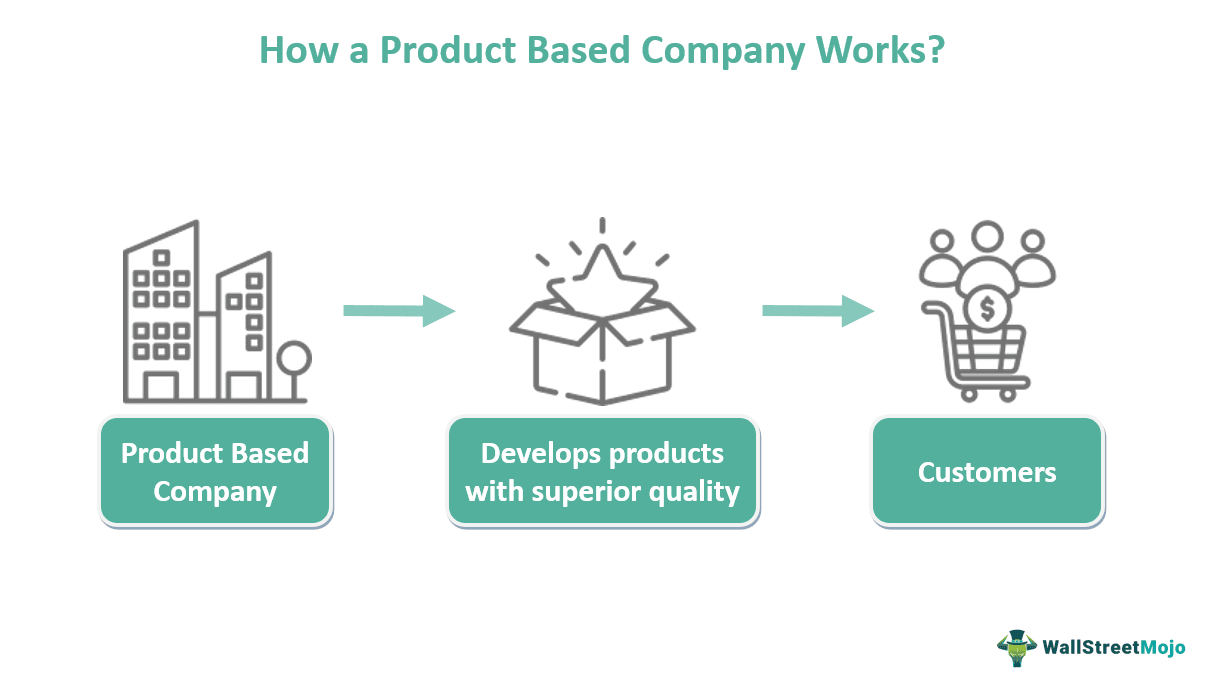 How a Product Based Company Works?
$
Product Based
Company
Develops products
with superior quality
Customers
WallStreetMojo